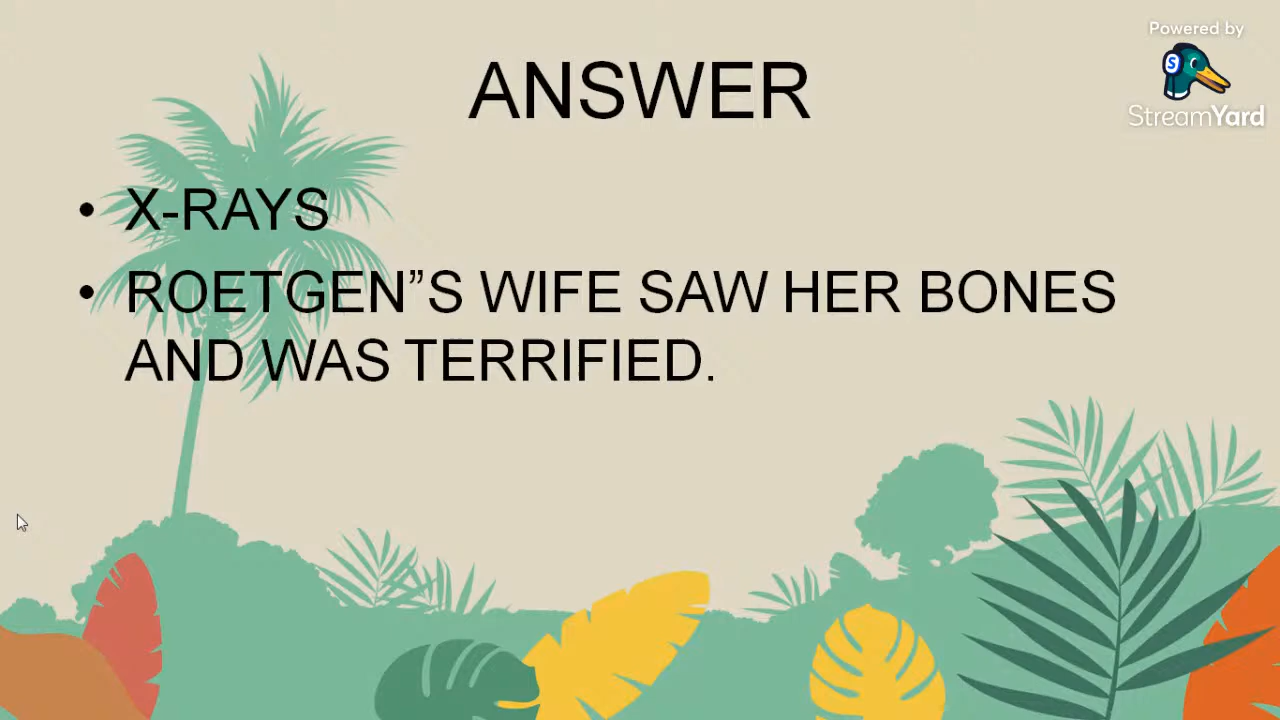 Powered by
S
StreamYard
ANSWER
• X-RAYS
• ROETGEN”S WIFE SAW HER BONES
AND WAS TERRIFIED.